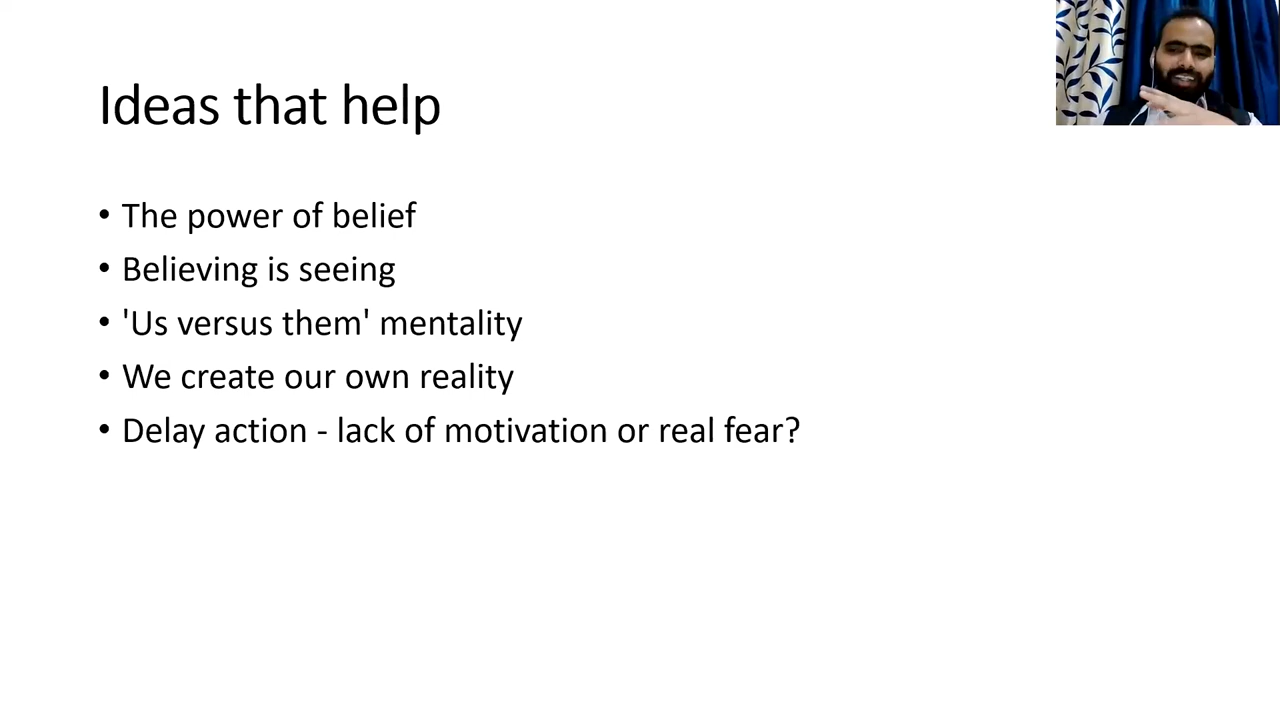 Ideas that help
• The power of belief
• Believing is seeing
• 'Us versus them' mentality
• We create our own reality
• Delay action - lack of motivation or real fear?